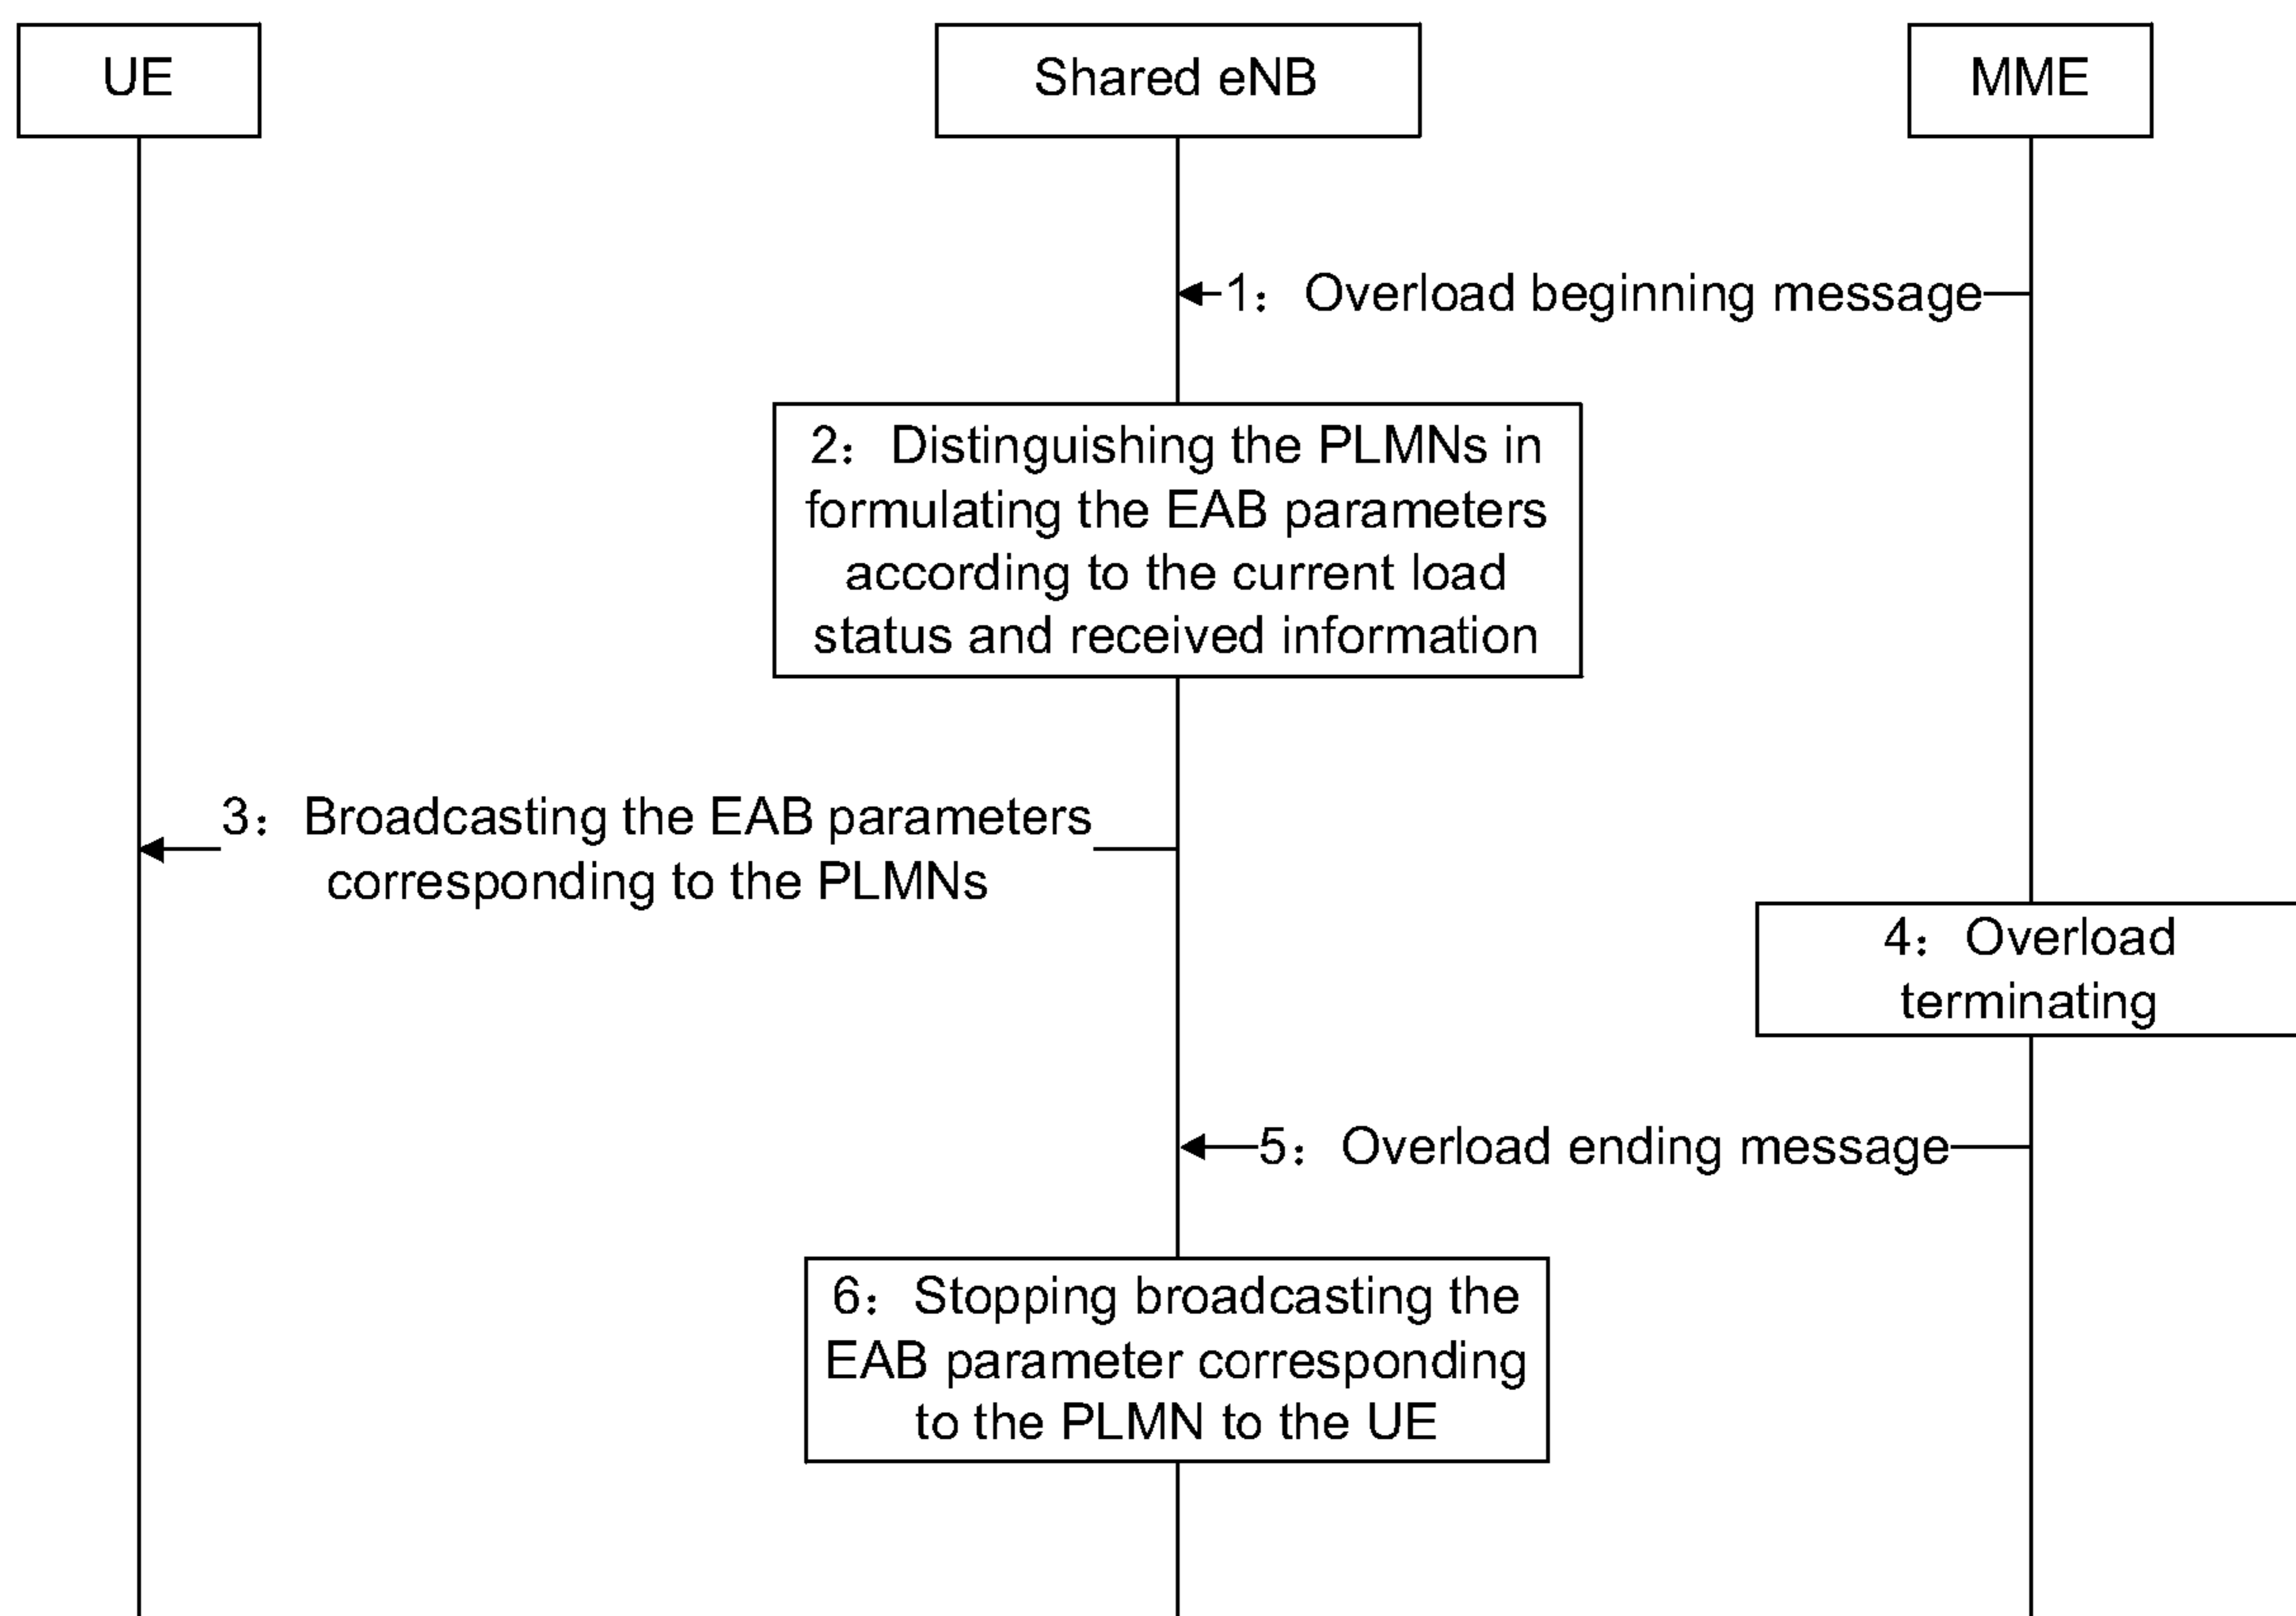 UE
Shared eNB
MME
1： Overload beginning message
2： Distinguishing the PLMNs in
formulating the EAB parameters
according to the current load
status and received information
3： Broadcasting the EAB parameters
corresponding to the PLMNs
4： Overload
terminating
5： Overload ending message
6： Stopping broadcasting the
EAB parameter corresponding
to the PLMN to the UE